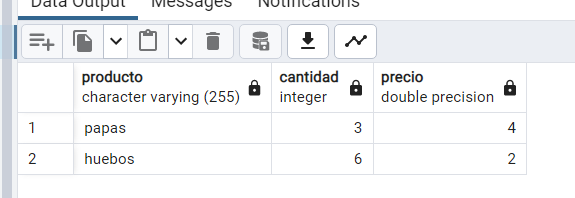 Data Output Messages Notifications
producto cantidad precio
character varying (255) integer double precision
1 papas 3 4
2 huebos 6 2